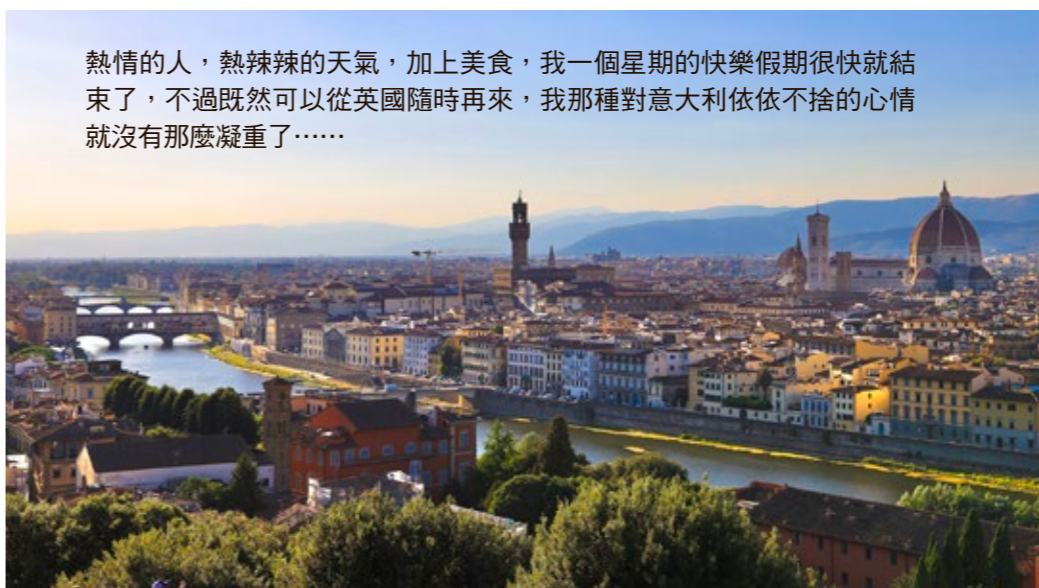 熱情的人，熱辣辣的天氣，加上美食，我一個星期的快樂假期很快就結
束了，不過既然可以從英國隨時再來，我那種對意大利依依不捨的心情
就沒有那麼凝重了⋯⋯